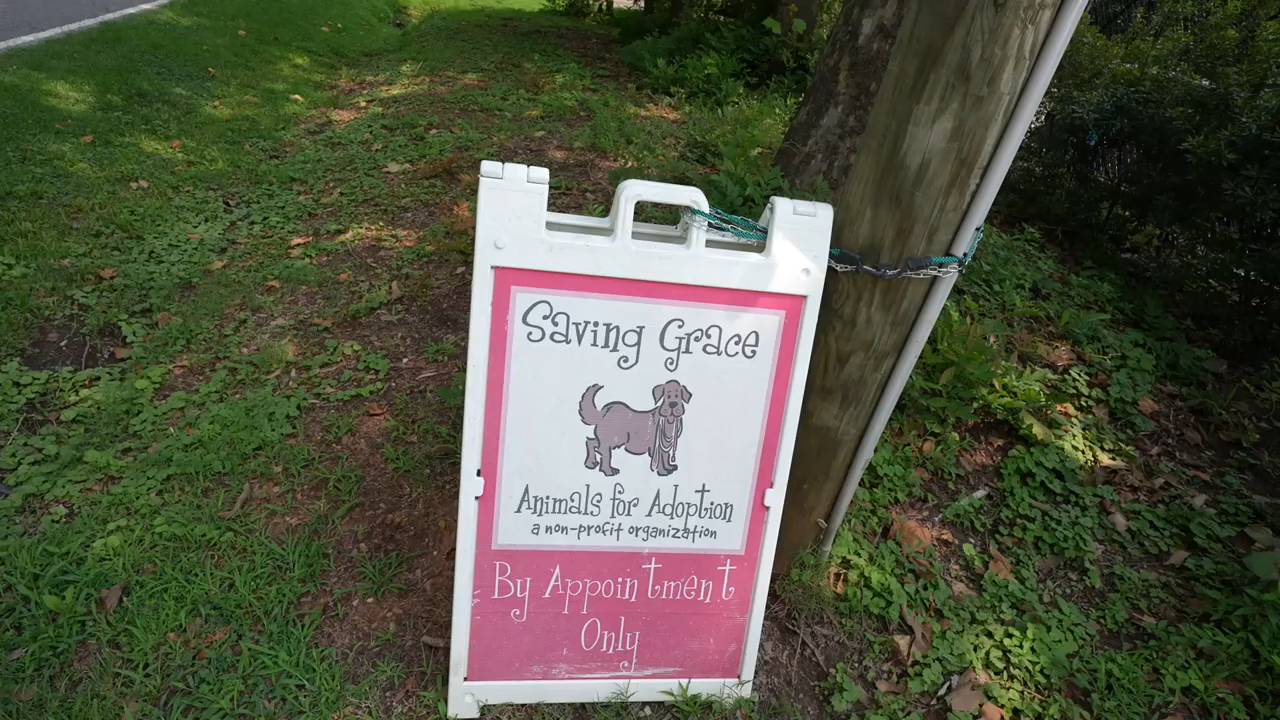 Saving Grace
Animals for Adoption
a non-profit organization
By Appointment
Only